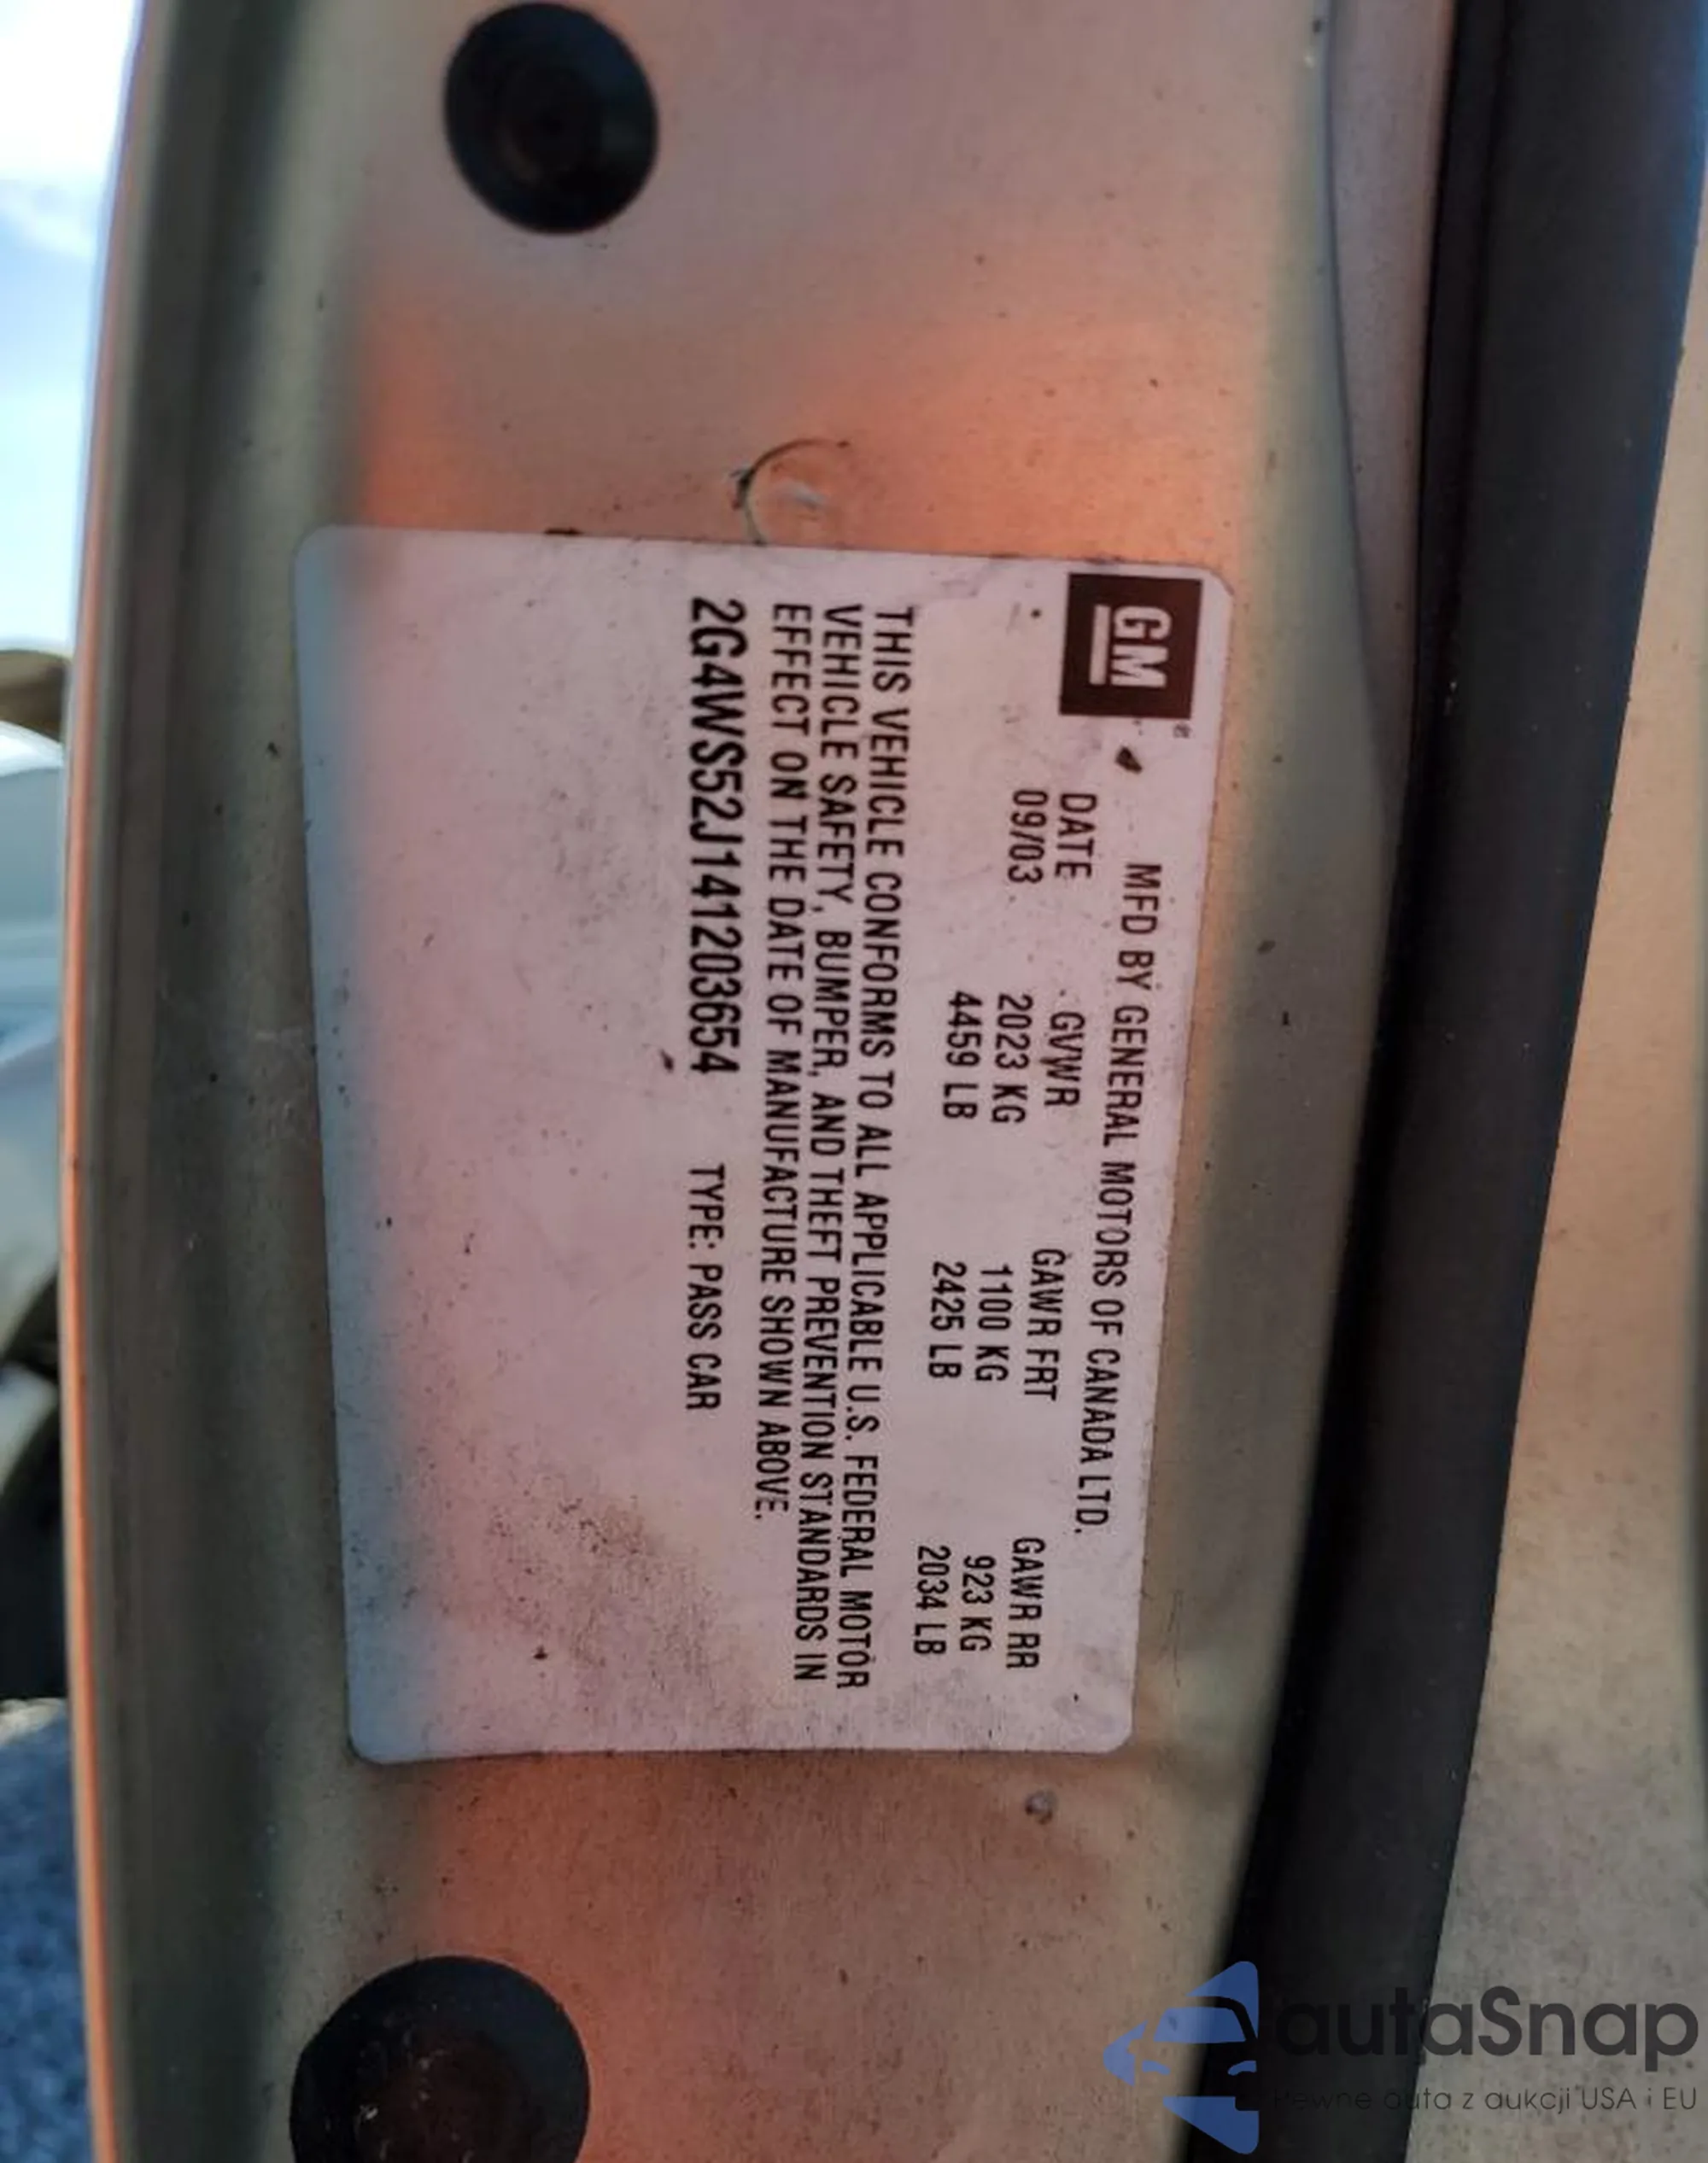 GM®
MFD BY GENERAL MOTORS OF CANADA LTD.
DATE GVWR GAWR FRT GAWR RR
09/03 2023 KG 1100 KG 923 KG
4459 LB 2425 LB 2034 LB
THIS VEHICLE CONFORMS TO ALL APPLICABLE U.S. FEDERAL MOTOR
VEHICLE SAFETY, BUMPER, AND THEFT PREVENTION STANDARDS IN
EFFECT ON THE DATE OF MANUFACTURE SHOWN ABOVE.
2G4WS52J141203654 TYPE: PASS CAR
autaSnap
Pewne auta z aukcji USA i EU